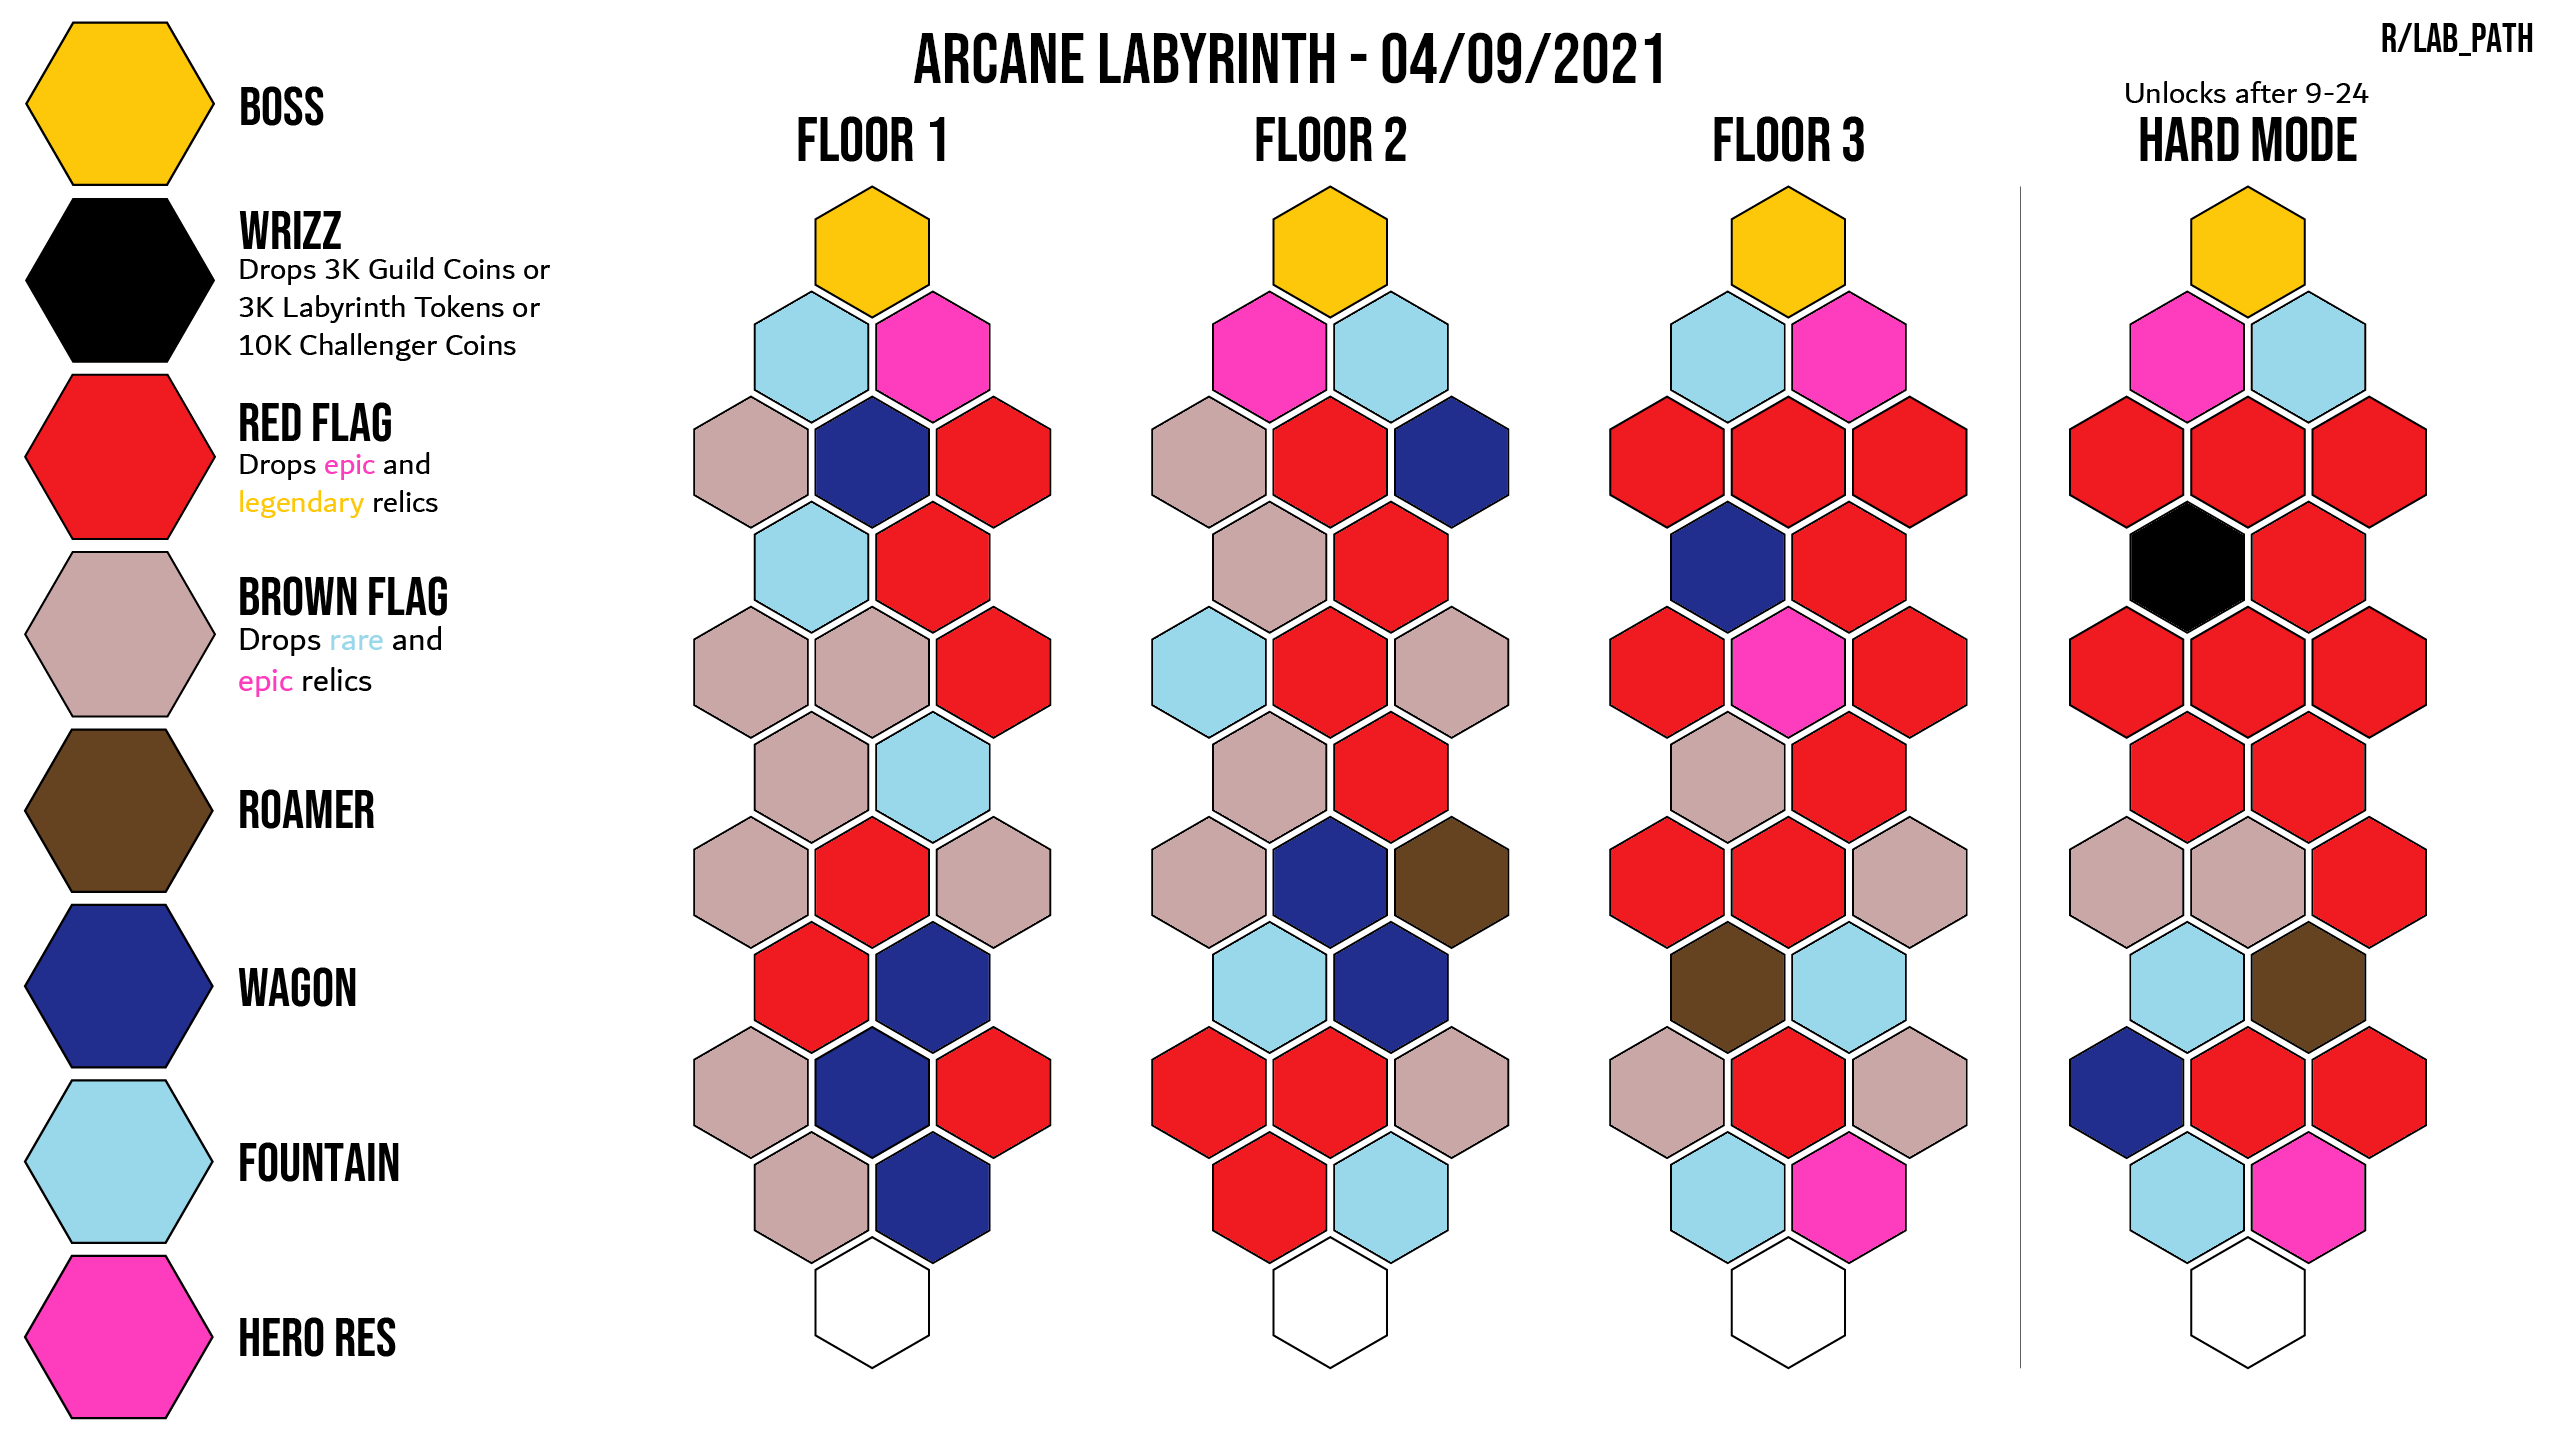 ARCANE LABYRINTH - 04/09/2021
R/LAB_PATH
BOSS
WRIZZ
Drops 3K Guild Coins or
3K Labyrinth Tokens or
10K Challenger Coins
RED FLAG
Drops epic and
legendary relics
BROWN FLAG
Drops rare and
epic relics
ROAMER
WAGON
FOUNTAIN
HERO RES
FLOOR 1
FLOOR 2
FLOOR 3
Unlocks after 9-24
HARD MODE